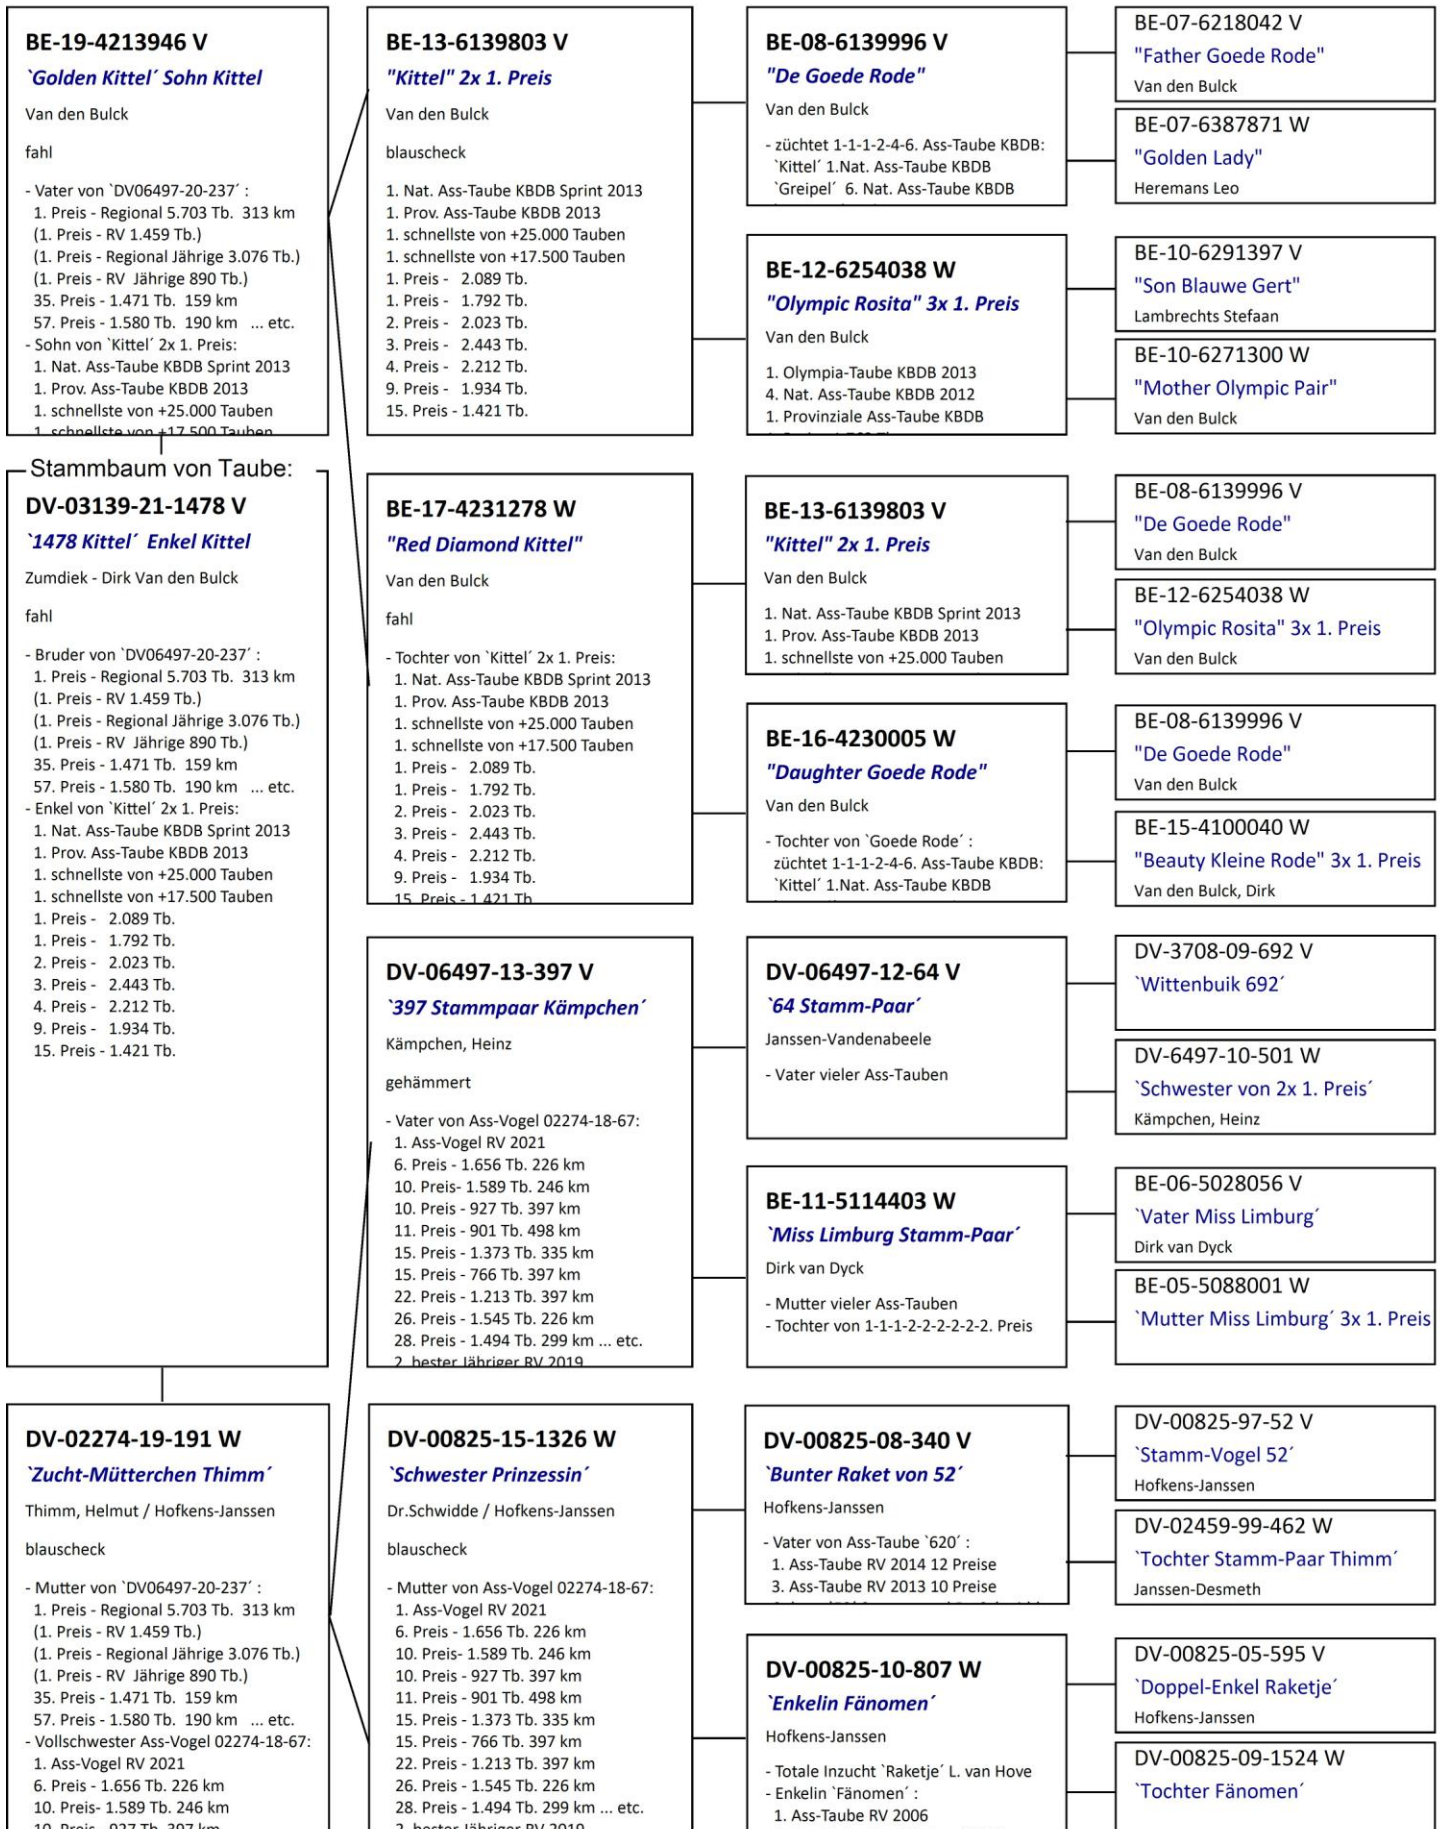 BE-19-4213946 V
`Golden Kittel´ Sohn Kittel
Van den Bulck
fahl
- Vater von `DV06497-20-237´ :
1. Preis - Regional 5.703 Tb. 313 km
(1. Preis - RV 1.459 Tb.)
(1. Preis - Regional Jährige 3.076 Tb.)
(1. Preis - RV Jährige 890 Tb.)
35. Preis - 1.471 Tb. 159 km
57. Preis - 1.580 Tb. 190 km ... etc.
- Sohn von `Kittel´ 2x 1. Preis:
1. Nat. Ass-Taube KBDB Sprint 2013
1. Prov. Ass-Taube KBDB 2013
1. schnellste von +25.000 Tauben
1. schnellste von +17.500 Tauben
Stammbaum von Taube:
DV-03139-21-1478 V
`1478 Kittel´ Enkel Kittel
Zumdiek - Dirk Van den Bulck
fahl
- Bruder von `DV06497-20-237´ :
1. Preis - Regional 5.703 Tb. 313 km
(1. Preis - RV 1.459 Tb.)
(1. Preis - Regional Jährige 3.076 Tb.)
(1. Preis - RV Jährige 890 Tb.)
35. Preis - 1.471 Tb. 159 km
57. Preis - 1.580 Tb. 190 km ... etc.
- Enkel von `Kittel´ 2x 1. Preis:
1. Nat. Ass-Taube KBDB Sprint 2013
1. Prov. Ass-Taube KBDB 2013
1. schnellste von +25.000 Tauben
1. schnellste von +17.500 Tauben
1. Preis - 2.089 Tb.
1. Preis - 1.792 Tb.
2. Preis - 2.023 Tb.
3. Preis - 2.443 Tb.
4. Preis - 2.212 Tb.
9. Preis - 1.934 Tb.
15. Preis - 1.421 Tb.
DV-02274-19-191 W
`Zucht-Mütterchen Thimm´
Thimm, Helmut / Hofkens-Janssen
blauscheck
- Mutter von `DV06497-20-237´ :
1. Preis - Regional 5.703 Tb. 313 km
(1. Preis - RV 1.459 Tb.)
(1. Preis - Regional Jährige 3.076 Tb.)
(1. Preis - RV Jährige 890 Tb.)
35. Preis - 1.471 Tb. 159 km
57. Preis - 1.580 Tb. 190 km ... etc.
- Vollschwester Ass-Vogel 02274-18-67:
1. Ass-Vogel RV 2021
6. Preis - 1.656 Tb. 226 km
10. Preis- 1.589 Tb. 246 km
10. Preis - 927 Tb. 397 km
BE-13-6139803 V
"Kittel" 2x 1. Preis
Van den Bulck
blauscheck
1. Nat. Ass-Taube KBDB Sprint 2013
1. Prov. Ass-Taube KBDB 2013
1. schnellste von +25.000 Tauben
1. schnellste von +17.500 Tauben
1. Preis - 2.089 Tb.
1. Preis - 1.792 Tb.
2. Preis - 2.023 Tb.
3. Preis - 2.443 Tb.
4. Preis - 2.212 Tb.
9. Preis - 1.934 Tb.
15. Preis - 1.421 Tb.
BE-17-4231278 W
"Red Diamond Kittel"
Van den Bulck
fahl
- Tochter von `Kittel´ 2x 1. Preis:
1. Nat. Ass-Taube KBDB Sprint 2013
1. Prov. Ass-Taube KBDB 2013
1. schnellste von +25.000 Tauben
1. schnellste von +17.500 Tauben
1. Preis - 2.089 Tb.
1. Preis - 1.792 Tb.
2. Preis - 2.023 Tb.
3. Preis - 2.443 Tb.
4. Preis - 2.212 Tb.
9. Preis - 1.934 Tb.
15. Preis - 1.421 Tb.
DV-06497-13-397 V
`397 Stammpaar Kämpchen´
Kämpchen, Heinz
gehämmert
- Vater von Ass-Vogel 02274-18-67:
1. Ass-Vogel RV 2021
6. Preis - 1.656 Tb. 226 km
10. Preis- 1.589 Tb. 246 km
10. Preis - 927 Tb. 397 km
11. Preis - 901 Tb. 498 km
15. Preis - 1.373 Tb. 335 km
15. Preis - 766 Tb. 397 km
22. Preis - 1.213 Tb. 397 km
26. Preis - 1.545 Tb. 226 km
28. Preis - 1.494 Tb. 299 km ... etc.
2. bester Jähriger RV 2019
DV-00825-15-1326 W
`Schwester Prinzessin´
Dr.Schwidde / Hofkens-Janssen
blauscheck
- Mutter von Ass-Vogel 02274-18-67:
1. Ass-Vogel RV 2021
6. Preis - 1.656 Tb. 226 km
10. Preis- 1.589 Tb. 246 km
10. Preis - 927 Tb. 397 km
11. Preis - 901 Tb. 498 km
15. Preis - 1.373 Tb. 335 km
15. Preis - 766 Tb. 397 km
22. Preis - 1.213 Tb. 397 km
26. Preis - 1.545 Tb. 226 km
28. Preis - 1.494 Tb. 299 km ... etc.
2. bester Jähriger RV 2019
BE-08-6139996 V
"De Goede Rode"
Van den Bulck
- züchtet 1-1-1-2-4-6. Ass-Taube KBDB:
`Kittel´ 1.Nat. Ass-Taube KBDB
`Greipel´ 6. Nat. Ass-Taube KBDB
BE-12-6254038 W
"Olympic Rosita" 3x 1. Preis
Van den Bulck
1. Olympia-Taube KBDB 2013
4. Nat. Ass-Taube KBDB 2012
1. Provinziale Ass-Taube KBDB
BE-13-6139803 V
"Kittel" 2x 1. Preis
Van den Bulck
1. Nat. Ass-Taube KBDB Sprint 2013
1. Prov. Ass-Taube KBDB 2013
1. schnellste von +25.000 Tauben
BE-16-4230005 W
"Daughter Goede Rode"
Van den Bulck
- Tochter von `Goede Rode´ :
züchtet 1-1-1-2-4-6. Ass-Taube KBDB:
`Kittel´ 1.Nat. Ass-Taube KBDB
DV-06497-12-64 V
`64 Stamm-Paar´
Janssen-Vandenabeele
- Vater vieler Ass-Tauben
BE-11-5114403 W
`Miss Limburg Stamm-Paar´
Dirk van Dyck
- Mutter vieler Ass-Tauben
- Tochter von 1-1-1-2-2-2-2-2-2. Preis
DV-00825-08-340 V
`Bunter Raket von 52´
Hofkens-Janssen
- Vater von Ass-Taube `620´ :
1. Ass-Taube RV 2014 12 Preise
3. Ass-Taube RV 2013 10 Preise
DV-00825-10-807 W
`Enkelin Fänomen´
Hofkens-Janssen
- Totale Inzucht `Raketje´ L. van Hove
- Enkelin `Fänomen´ :
1. Ass-Taube RV 2006
BE-07-6218042 V
"Father Goede Rode"
Van den Bulck
BE-07-6387871 W
"Golden Lady"
Heremans Leo
BE-10-6291397 V
"Son Blauwe Gert"
Lambrechts Stefaan
BE-10-6271300 W
"Mother Olympic Pair"
Van den Bulck
BE-08-6139996 V
"De Goede Rode"
Van den Bulck
BE-12-6254038 W
"Olympic Rosita" 3x 1. Preis
Van den Bulck
BE-08-6139996 V
"De Goede Rode"
Van den Bulck
BE-15-4100040 W
"Beauty Kleine Rode" 3x 1. Preis
Van den Bulck, Dirk
DV-3708-09-692 V
`Wittenbuik 692´
DV-6497-10-501 W
`Schwester von 2x 1. Preis´
Kämpchen, Heinz
BE-06-5028056 V
`Vater Miss Limburg´
Dirk van Dyck
BE-05-5088001 W
`Mutter Miss Limburg´ 3x 1. Preis
DV-00825-97-52 V
`Stamm-Vogel 52´
Hofkens-Janssen
DV-02459-99-462 W
`Tochter Stamm-Paar Thimm´
Janssen-Desmeth
DV-00825-05-595 V
`Doppel-Enkel Raketje´
Hofkens-Janssen
DV-00825-09-1524 W
`Tochter Fänomen´